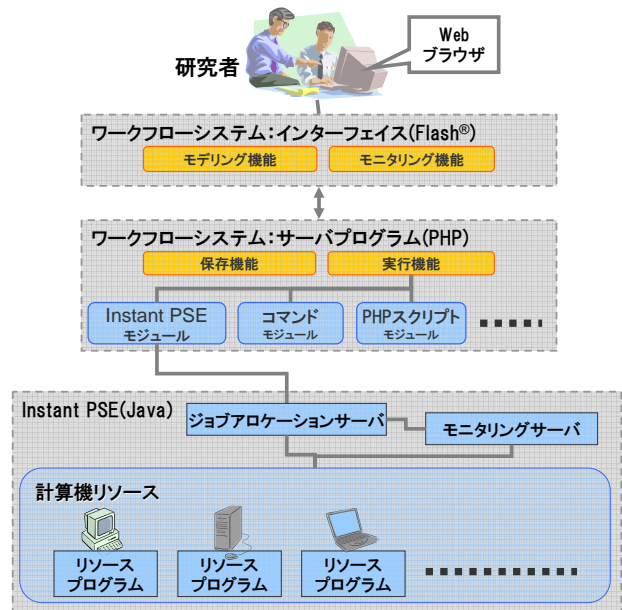 Web
ブラウザ
研究者
ワークフローシステム:インターフェイス(Flash®)
モデリング機能
モニタリング機能
ワークフローシステム:サーバプログラム(PHP)
保存機能
実行機能
Instant PSE
モジュール
コマンド
モジュール
PHPスクリプト
モジュール
Instant PSE(Java)
ジョブアロケーションサーバ
モニタリングサーバ
計算機リソース
リソース
プログラム
リソース
プログラム
リソース
プログラム